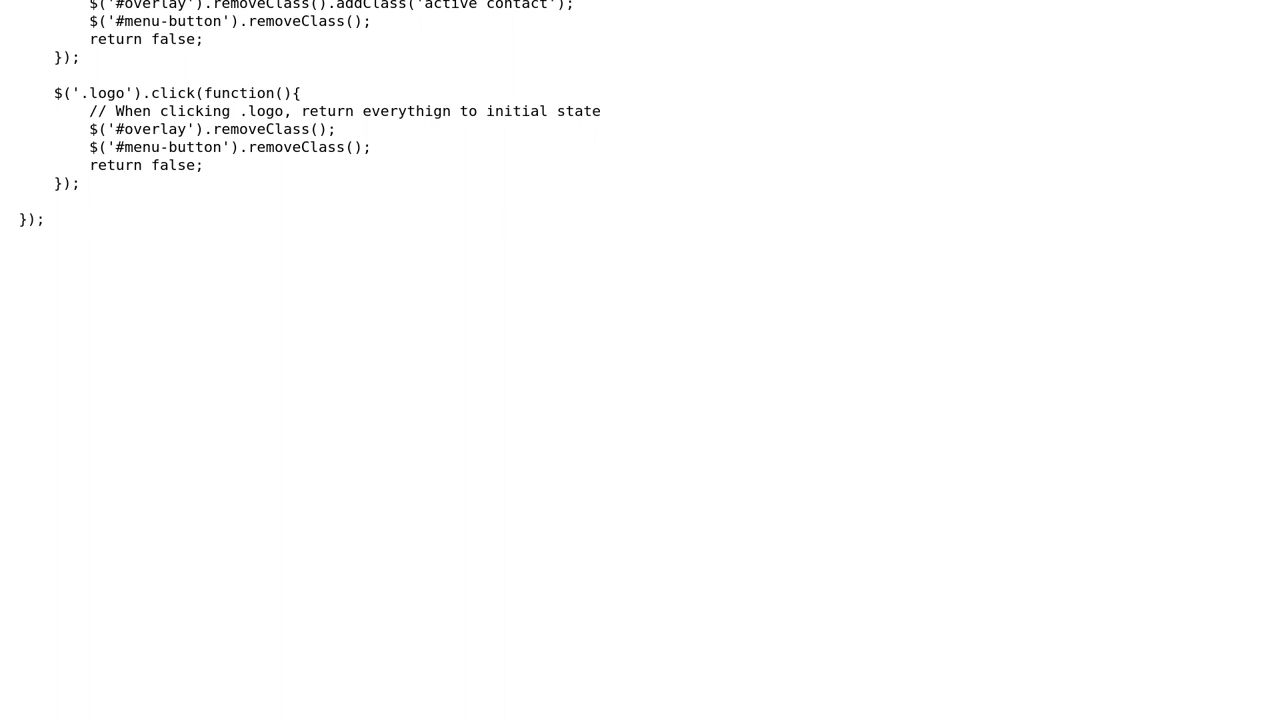 $('#overlay').removeClass().addClass('active contact');
        $('#menu-button').removeClass();
        return false;
    });

    $('.logo').click(function(){
        // When clicking .logo, return everythign to initial state
        $('#overlay').removeClass();
        $('#menu-button').removeClass();
        return false;
    });

});